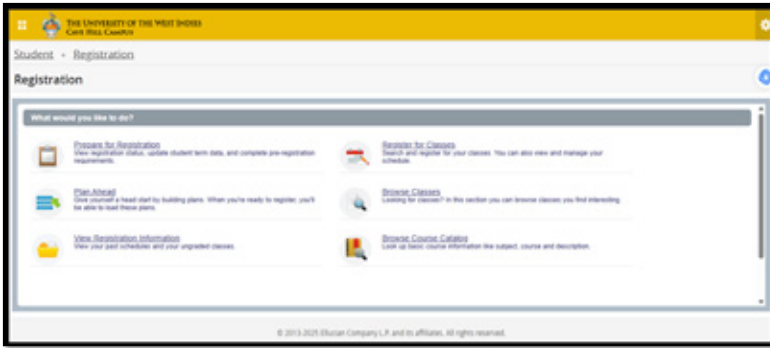 THE UNIVERSITY OF THE WEST INDIES
CAVE HILL CAMPUS
Student • Registration
Registration
What would you like to do?
Prepare for Registration
View registration status, update student term data, and complete pre-registration
requirements.
Register for Classes
Search and register for your classes. You can also view and manage your
schedule.
Plan Ahead
Give yourself a head start by building plans. When you're ready to register, you'll
be able to load these plans.
Browse Classes
Looking for classes? In this section you can browse classes you find interesting.
View Registration Information
View your past schedules and your ungraded classes.
Browse Course Catalog
Look up basic course information like subject, course and description.
© 2013-2025 Ellucian Company L.P. and its affiliates. All rights reserved.